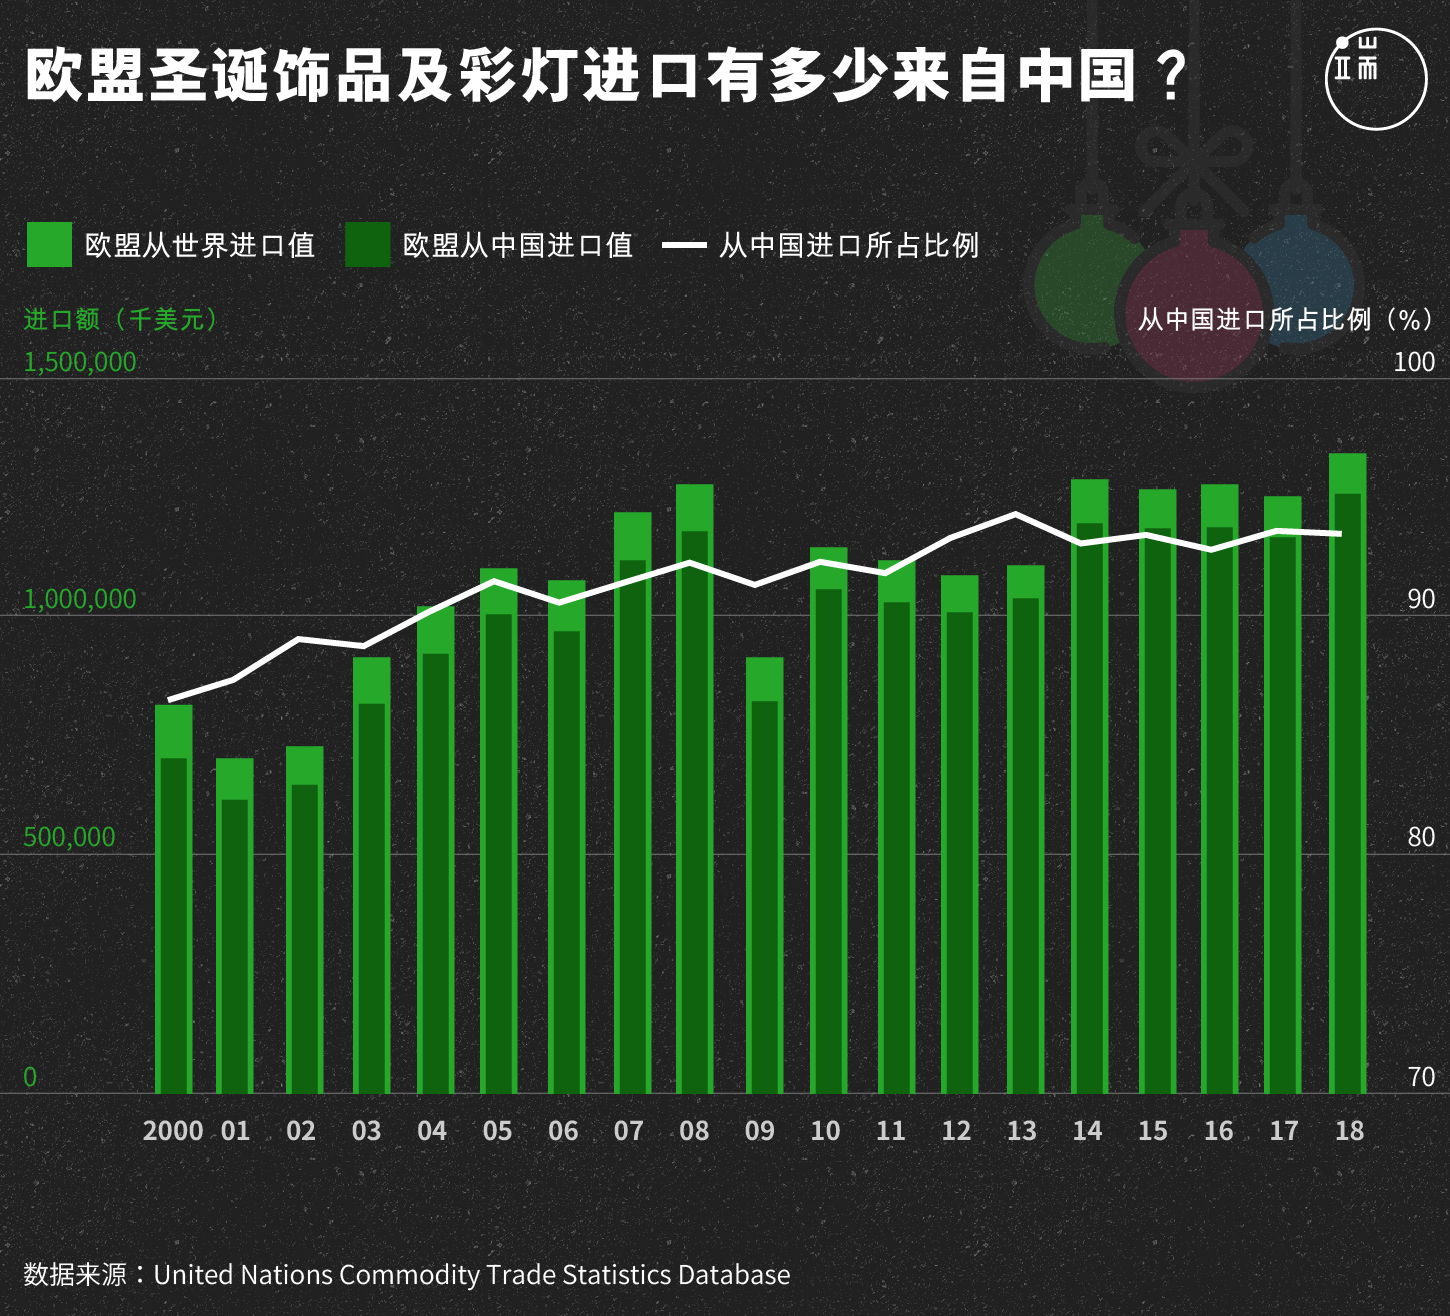 欧盟圣诞饰品及彩灯进口有多少来自中国？
欧盟从世界进口值 欧盟从中国进口值 从中国进口所占比例
进口额（千美元） 从中国进口所占比例（%）
1,500,000 100
1,000,000 90
500,000 80
0 70
2000 01 02 03 04 05 06 07 08 09 10 11 12 13 14 15 16 17 18
数据来源：United Nations Commodity Trade Statistics Database